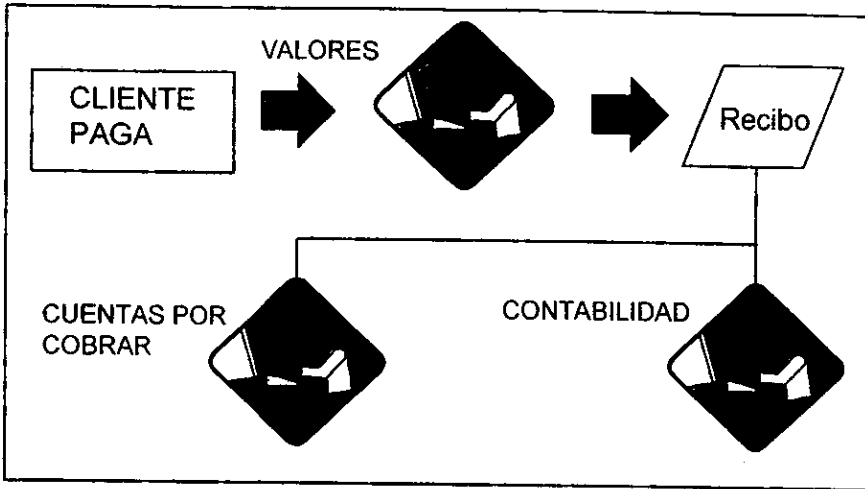 VALORES
CLIENTE
PAGA
Recibo
CUENTAS POR
COBRAR
CONTABILIDAD